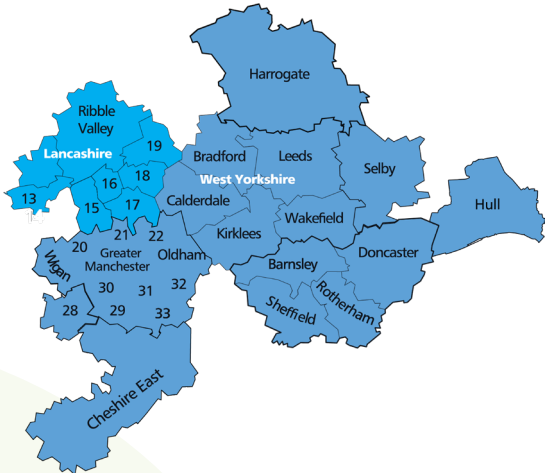 Harrogate
Ribble
Valley
Lancashire
19
Bradford
Leeds
Selby
West Yorkshire
18
16
13
15
17
Calderdale
Hull
Wakefield
Kirklees
21
22
20
Oldham
Greater
Manchester
Wigan
Doncaster
Barnsley
30
31
32
Rotherham
Sheffield
28
29
33
Cheshire East